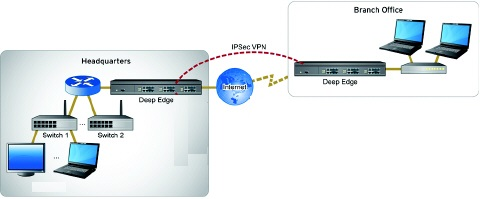 Branch Office
IPSec VPN
Headquarters
Deep Edge
Internet
Deep Edge
Switch 1
Switch 2